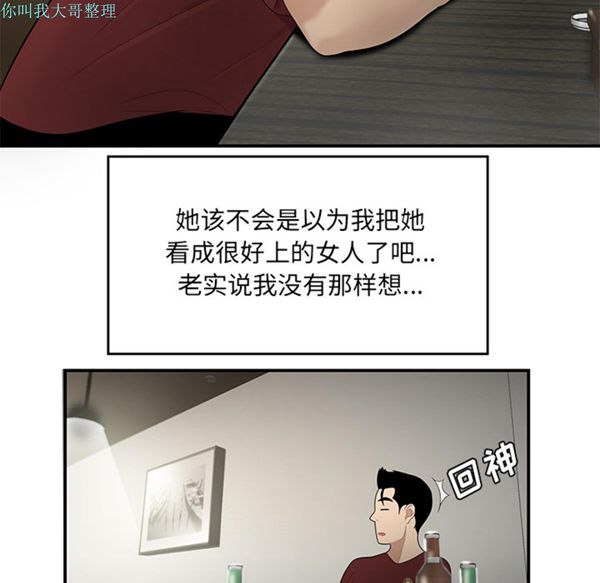 你叫我大哥整理
她该不会是以为我把她
看成很好上的女人了吧...
老实说我没有那样想...
回神